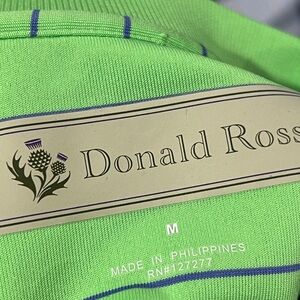 Donald Ross
M
MADE IN PHILIPPINES
RN#127277